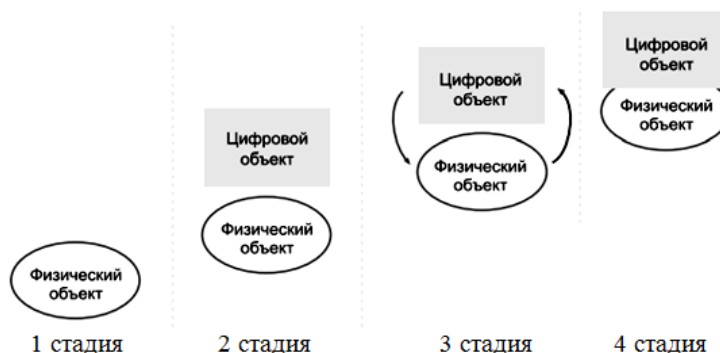 Физический
объект
1 стадия
Цифровой
объект
Физический
объект
2 стадия
Цифровой
объект
Физический
объект
3 стадия
Цифровой
объект
Физический
объект
4 стадия